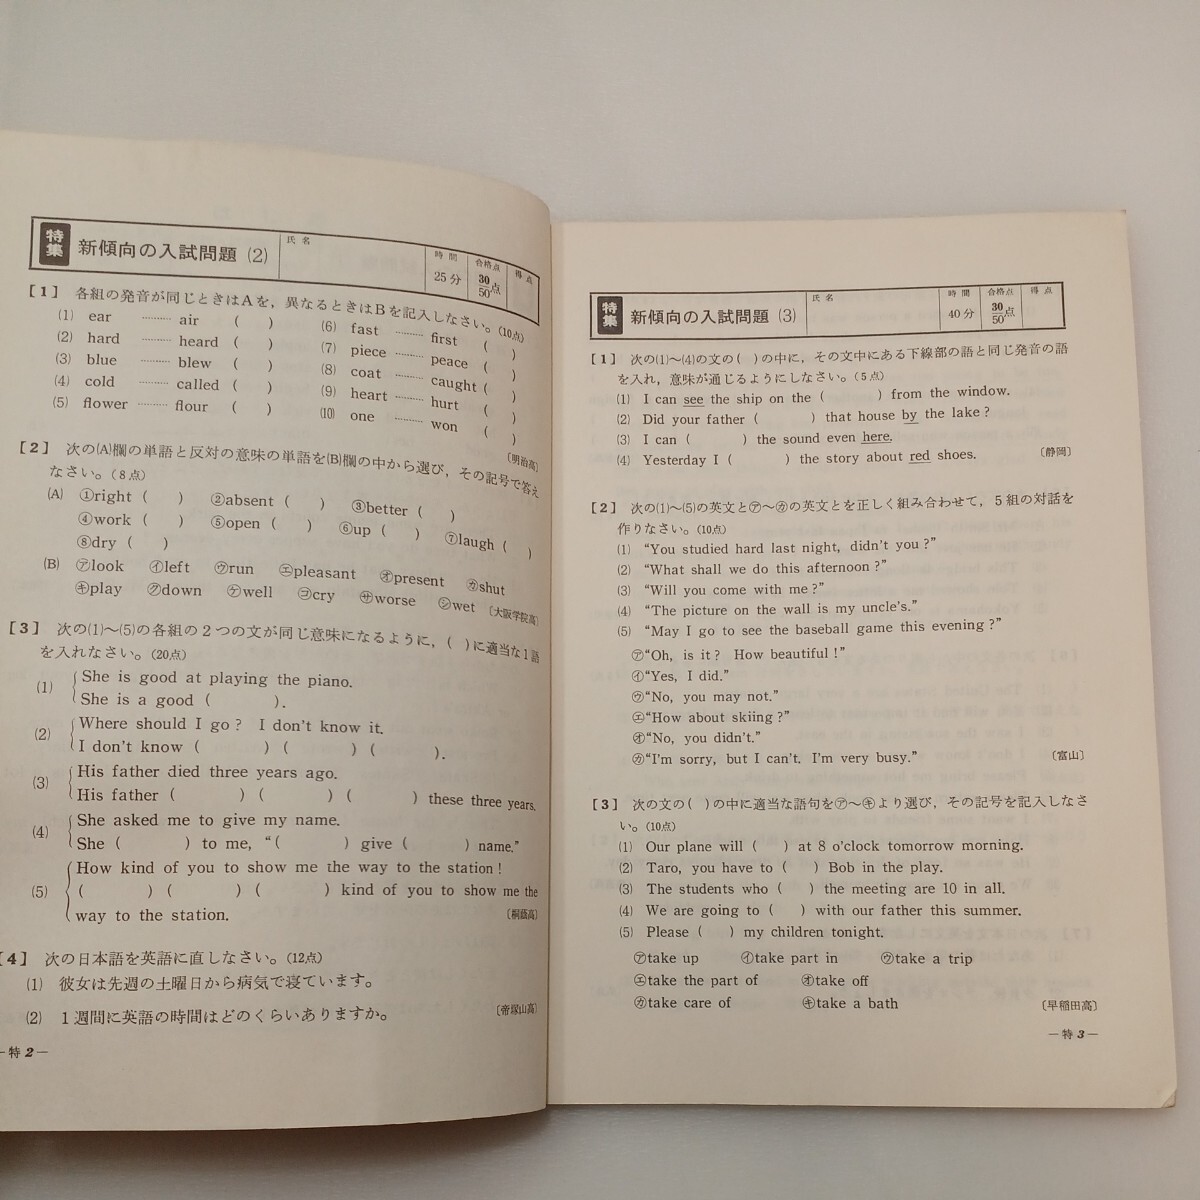 特集 新傾向の入試問題 (2) 氏名 時間 25分 合格点 30/50点 得点
[1] 各組の発音が同じときはAを，異なるときはBを記入しなさい。(10点)
(1) ear ……… air ( )
(2) hard heard ( )
(3) blue ……… blew ( )
(4) cold ……… called ( )
(5) flower ……… flour ( )
(6) fast ……… first ( )
(7) piece ……… peace ( )
(8) coat ……… caught ( )
(9) heart ……… hurt ( )
(10) one ……… won ( )
〔明治高〕
[2] 次の(A)欄の単語と反対の意味の単語を(B)欄の中から選び，その記号で答え
なさい。(8点)
(A) ①right ( ) ②absent ( ) ③better ( )
④work ( ) ⑤open ( ) ⑥up ( ) ⑦laugh ( )
⑧dry ( )
(B) ㋐look ㋑left ㋒run ㋓pleasant ㋔present ㋕shut
㋖play ㋗down ㋘well ㋙cry ㋚worse ㋛wet 〔大阪学院高〕
[3] 次の(1)〜(5)の各組の2つの文が同じ意味になるように，( )に適当な1語
を入れなさい。(20点)
(1) She is good at playing the piano.
She is a good ( ).
(2) Where should I go? I don't know it.
I don't know ( ) ( ) ( ).
(3) His father died three years ago.
His father ( ) ( ) ( ) these three years.
(4) She asked me to give my name.
She ( ) to me, "( ) give ( ) name."
(5) How kind of you to show me the way to the station!
( ) ( ) ( ) kind of you to show me the
way to the station. 〔桐蔭高〕
[4] 次の日本語を英語に直しなさい。(12点)
(1) 彼女は先週の土曜日から病気で寝ています。
(2) 1週間に英語の時間はどのくらいありますか。 〔帝塚山高〕
—特2—
特集 新傾向の入試問題 (3) 氏名 時間 40分 合格点 30/50点 得点
[1] 次の(1)〜(4)の文の( )の中に，その文中にある下線部の語と同じ発音の語
を入れ，意味が通じるようにしなさい。(5点)
(1) I can see the ship on the ( ) from the window.
(2) Did your father ( ) that house by the lake?
(3) I can ( ) the sound even here.
(4) Yesterday I ( ) the story about red shoes. 〔静岡〕
[2] 次の(1)〜(5)の英文と㋐〜㋕の英文とを正しく組み合わせて，5組の対話を
作りなさい。(10点)
(1) "You studied hard last night, didn't you?"
(2) "What shall we do this afternoon?"
(3) "Will you come with me?"
(4) "The picture on the wall is my uncle's."
(5) "May I go to see the baseball game this evening?"
㋐"Oh, is it? How beautiful!"
㋑"Yes, I did."
㋒"No, you may not."
㋓"How about skiing?"
㋔"No, you didn't."
㋕"I'm sorry, but I can't. I'm very busy." 〔富山〕
[3] 次の文の( )の中に適当な語句を㋐〜㋖より選び，その記号を記入しなさ
い。(10点)
(1) Our plane will ( ) at 8 o'clock tomorrow morning.
(2) Taro, you have to ( ) Bob in the play.
(3) The students who ( ) the meeting are 10 in all.
(4) We are going to ( ) with our father this summer.
(5) Please ( ) my children tonight.
㋐take up ㋑take part in ㋒take a trip
㋓take the part of ㋔take off
㋕take care of ㋖take a bath 〔早稲田高〕
—特3—